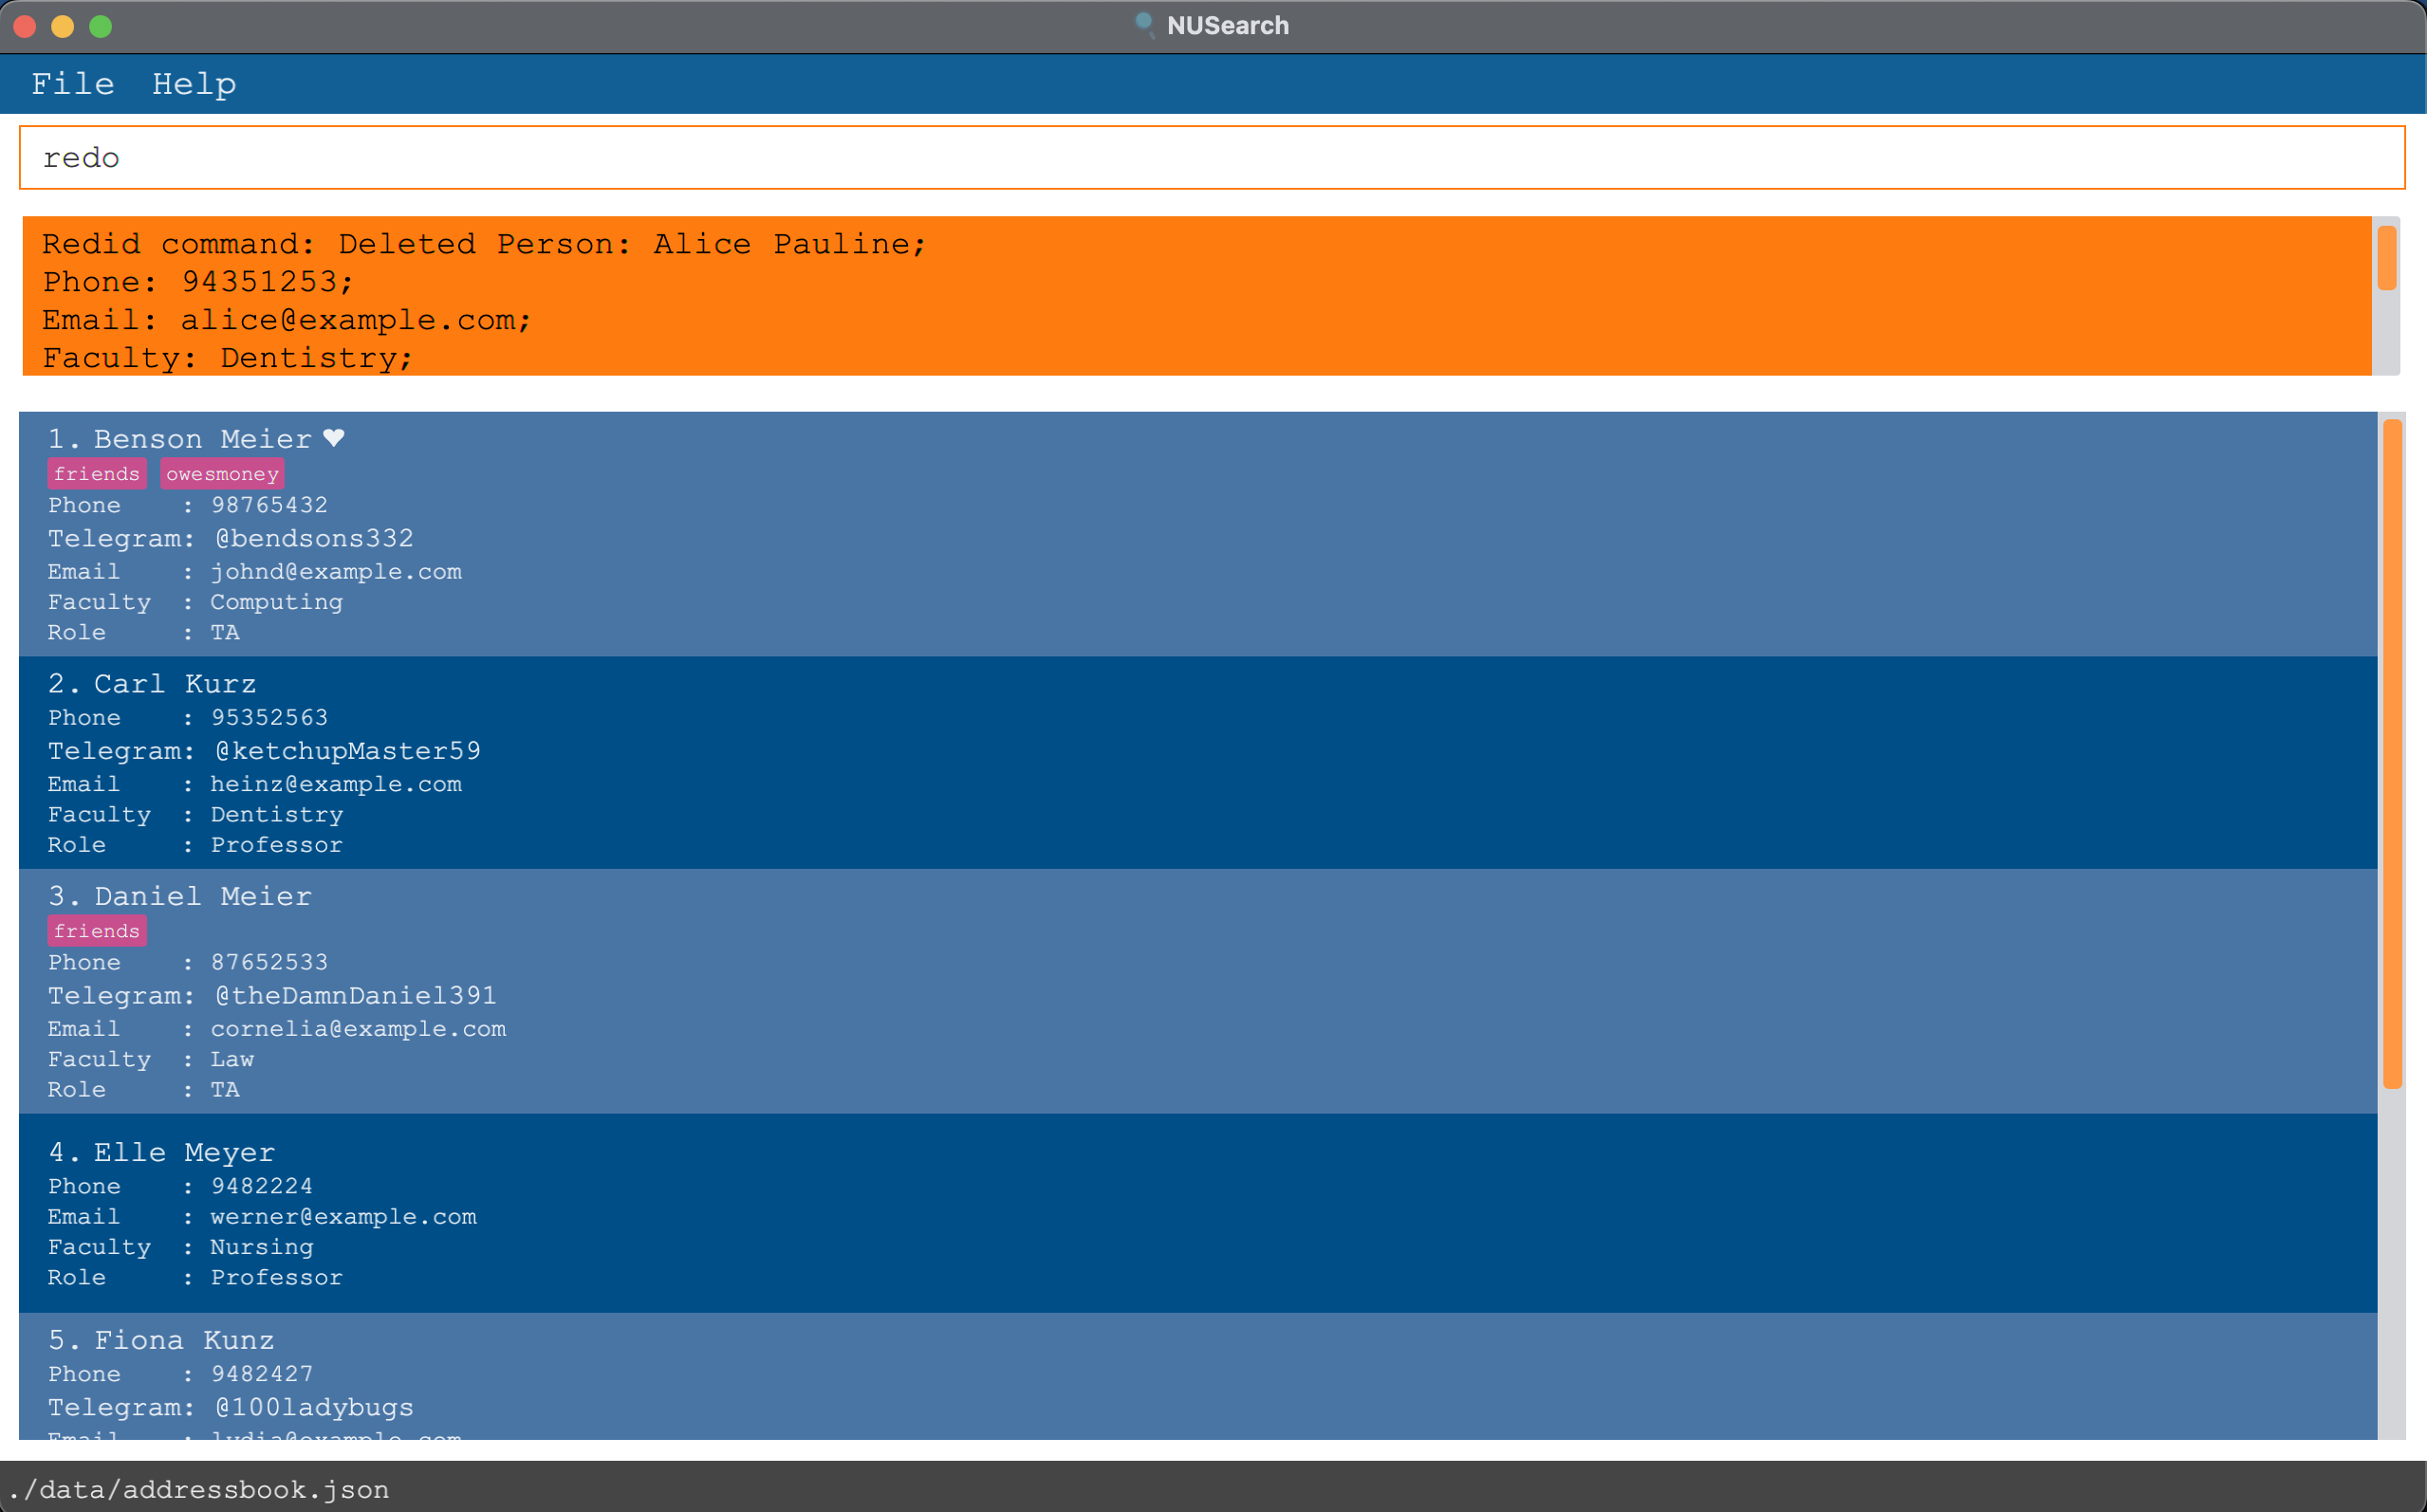 NUSearch
File Help
redo
Redid command: Deleted Person: Alice Pauline;
Phone: 94351253;
Email: alice@example.com;
Faculty: Dentistry;
1. Benson Meier ♥
friends owesmoney
Phone : 98765432
Telegram: @bendsons332
Email : johnd@example.com
Faculty : Computing
Role : TA
2. Carl Kurz
Phone : 95352563
Telegram: @ketchupMaster59
Email : heinz@example.com
Faculty : Dentistry
Role : Professor
3. Daniel Meier
friends
Phone : 87652533
Telegram: @theDamnDaniel391
Email : cornelia@example.com
Faculty : Law
Role : TA
4. Elle Meyer
Phone : 9482224
Email : werner@example.com
Faculty : Nursing
Role : Professor
5. Fiona Kunz
Phone : 9482427
Telegram: @100ladybugs
Email : lydia@example.com
./data/addressbook.json